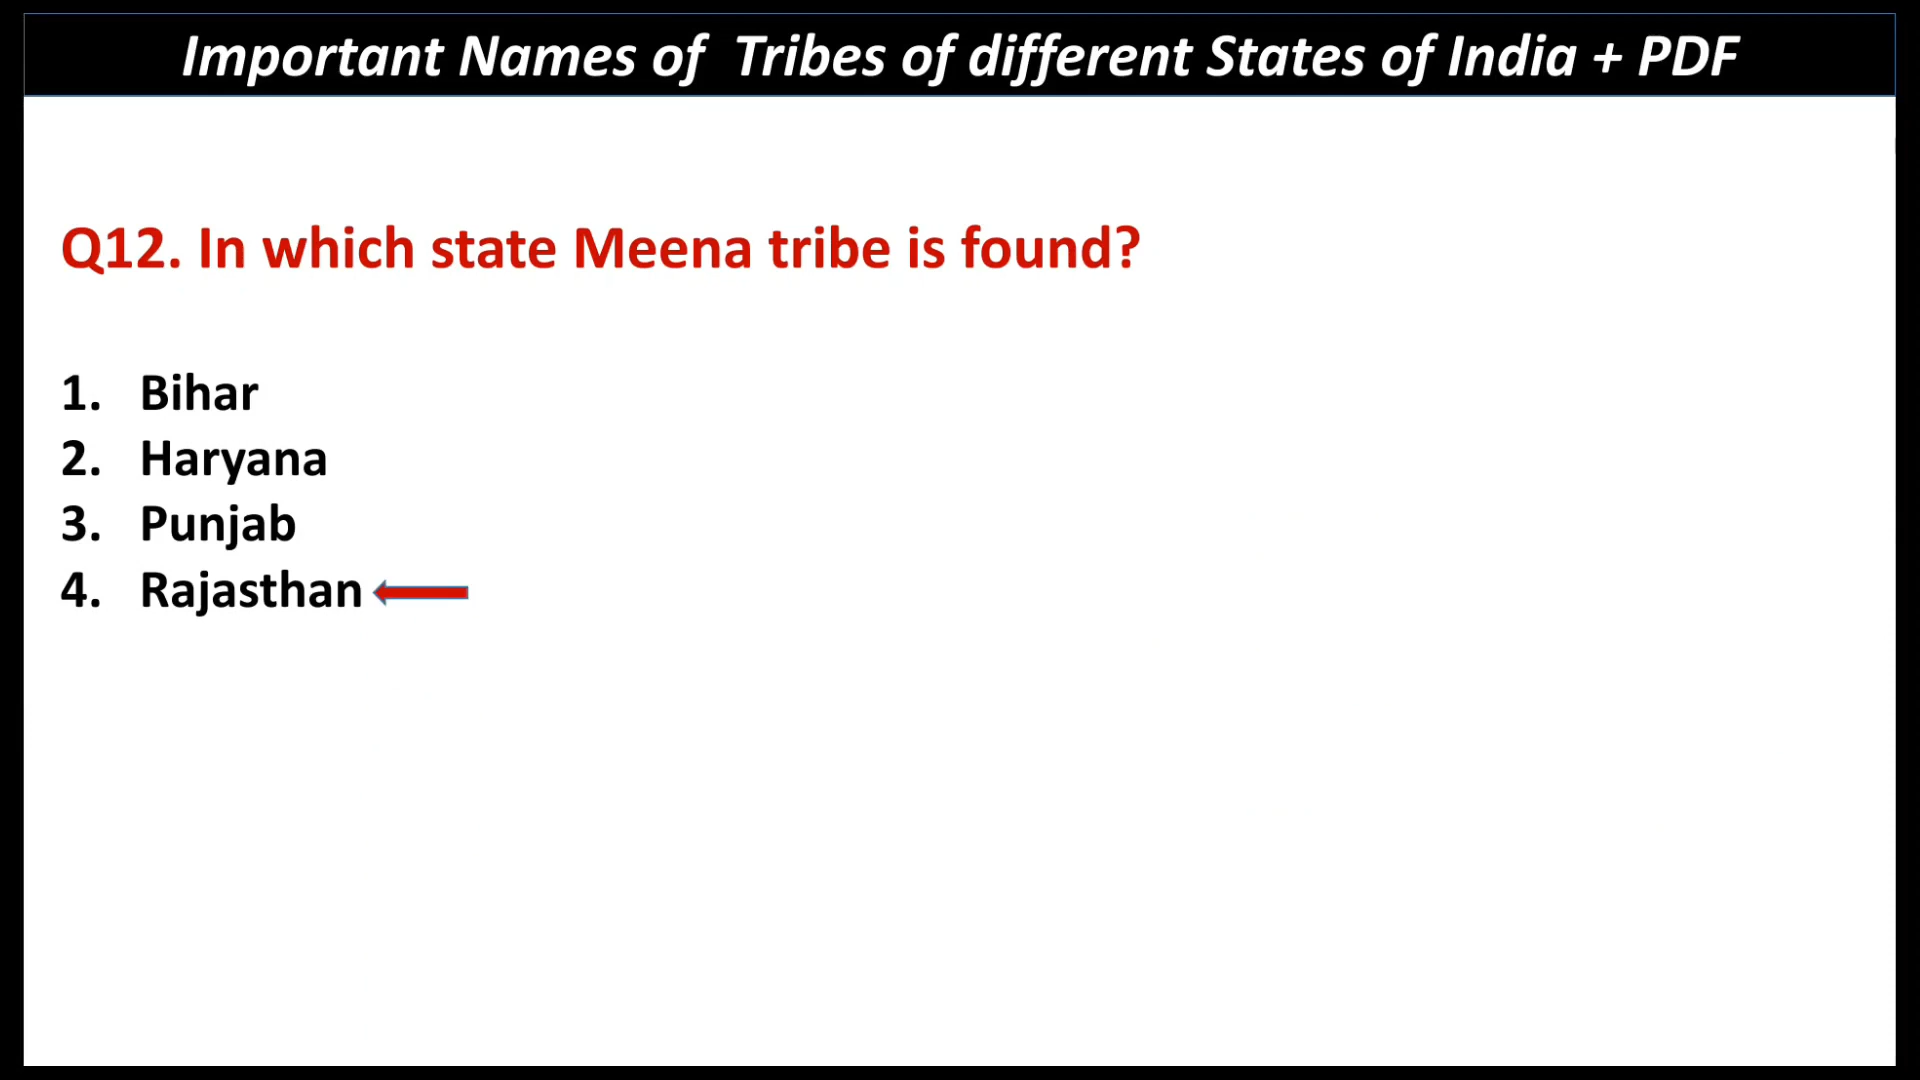 Important Names of Tribes of different States of India + PDF
Q12. In which state Meena tribe is found?
1. Bihar
2. Haryana
3. Punjab
4. Rajasthan